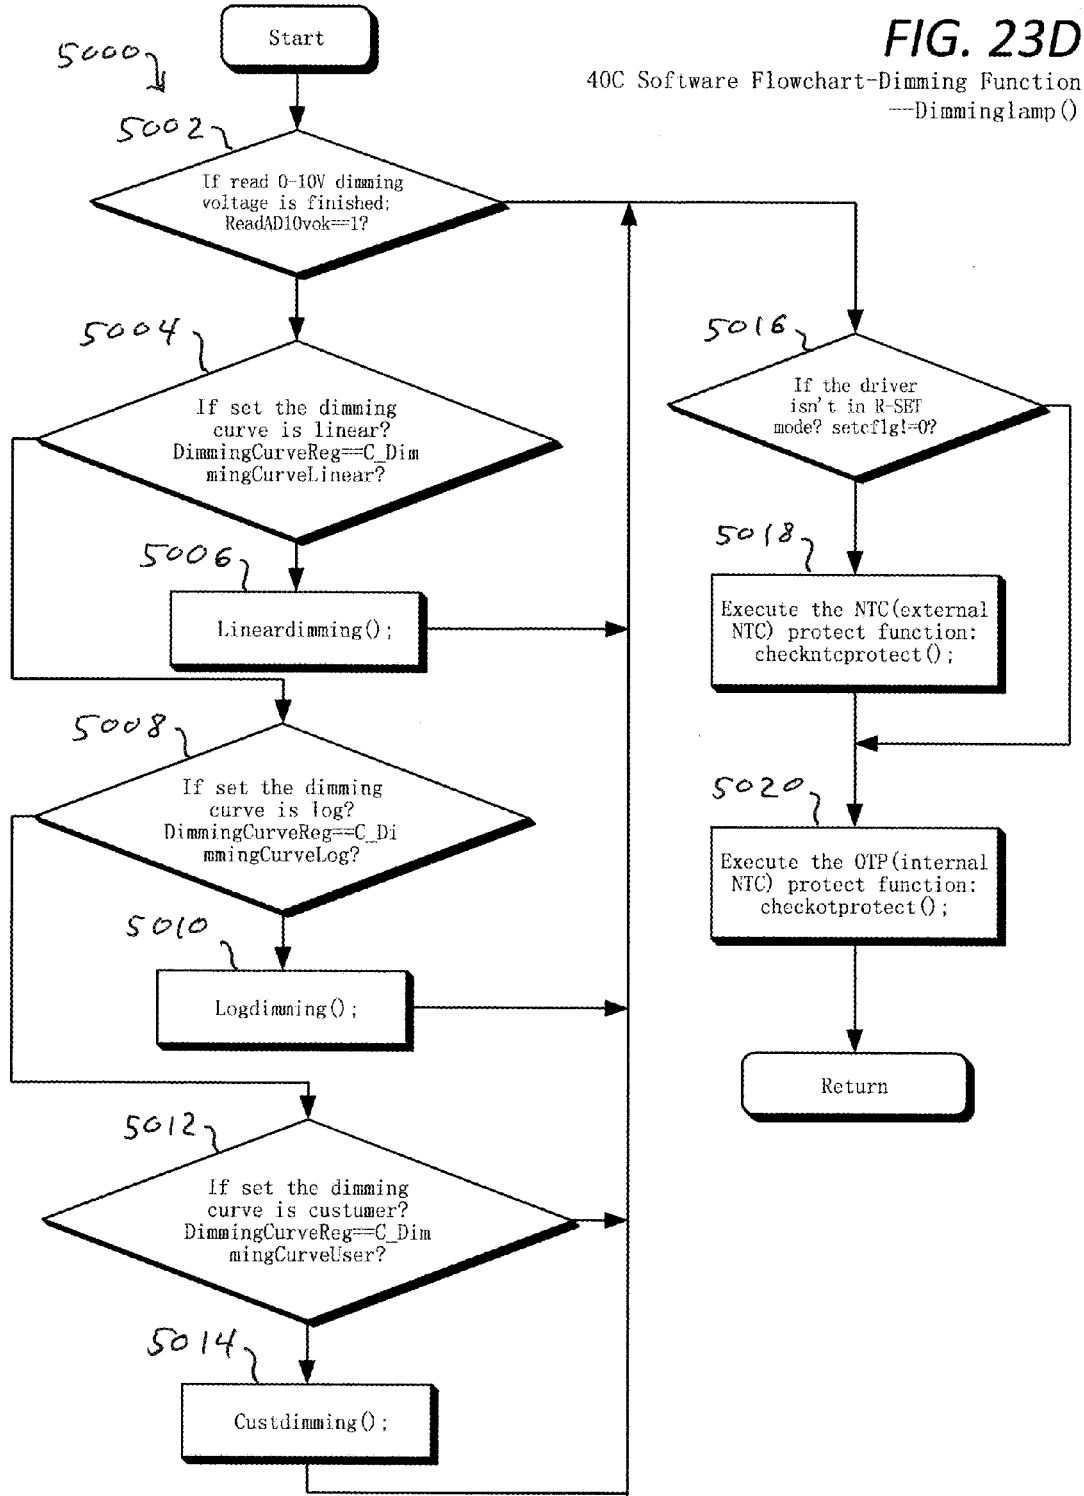 FIG. 23D
40C Software Flowchart-Dimming Function
--Dimminglamp()
Start
5000
5002
If read 0-10V dimming
voltage is finished;
ReadAD10vok==1?
5004
If set the dimming
curve is linear?
DimmingCurveReg==C_Dim
mingCurveLinear?
5006
Lineardimming();
5008
If set the dimming
curve is log?
DimmingCurveReg==C_Di
mmingCurveLog?
5010
Logdimming();
5012
If set the dimming
curve is custumer?
DimmingCurveReg==C_Dim
mingCurveUser?
5014
Custdimming();
5016
If the driver
isn't in R-SET
mode? setcflg!=0?
5018
Execute the NTC(external
NTC) protect function:
checkntcprotect();
5020
Execute the OTP(internal
NTC) protect function:
checkotprotect();
Return